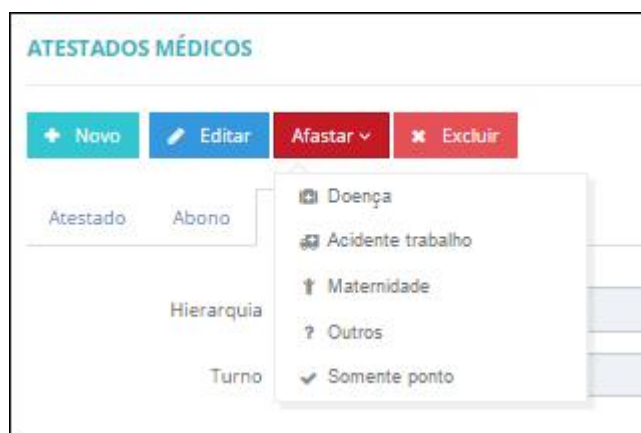 ATESTADOS MÉDICOS
Novo Editar Afastar Excluir
Atestado Abono
Doença
Acidente trabalho
Maternidade
Hierarquia
? Outros
Turno
Somente ponto